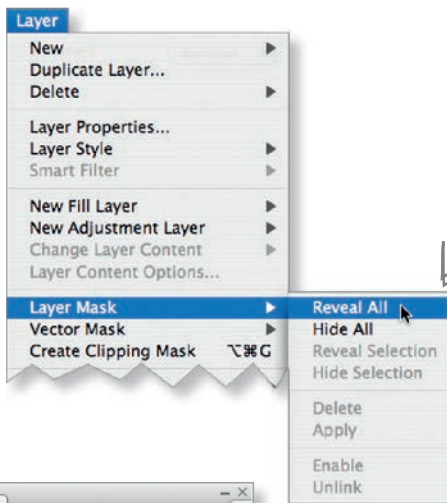 Layer
New
Duplicate Layer...
Delete
Layer Properties...
Layer Style
Smart Filter
New Fill Layer
New Adjustment Layer
Change Layer Content
Layer Content Options...
Layer Mask
Vector Mask
Create Clipping Mask ⌥⌘G
Reveal All
Hide All
Reveal Selection
Hide Selection
Delete
Apply
Enable
Unlink